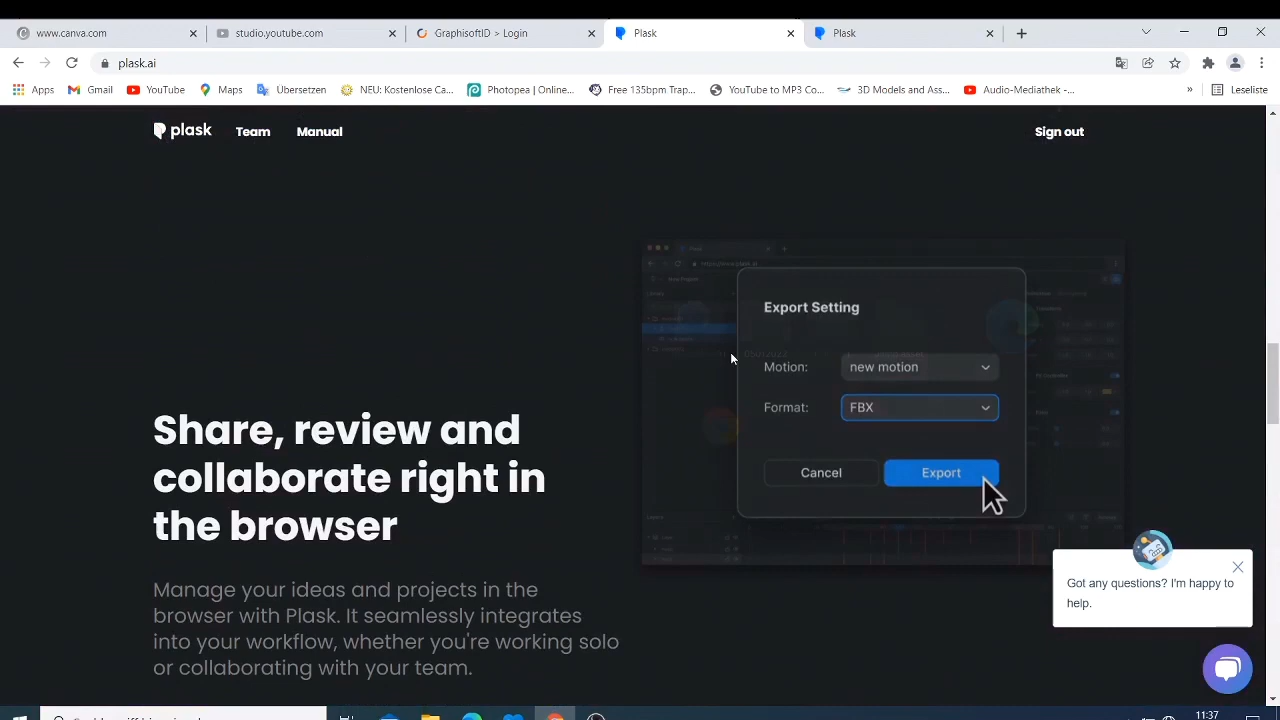 www.canva.com
studio.youtube.com
GraphisoftID > Login
Plask
Plask
plask.ai
Apps
Gmail
YouTube
Maps
Übersetzen
NEU: Kostenlose Ca...
Photopea | Online...
Free 135bpm Trap...
YouTube to MP3 Co...
3D Models and Ass...
Audio-Mediathek -...
»
Leseliste
plask
Team
Manual
Sign out
Export Setting
Motion:
new motion
Format:
FBX
Cancel
Export
Share, review and
collaborate right in
the browser
Manage your ideas and projects in the
browser with Plask. It seamlessly integrates
into your workflow, whether you're working solo
or collaborating with your team.
Got any questions? I'm happy to
help.
11:37